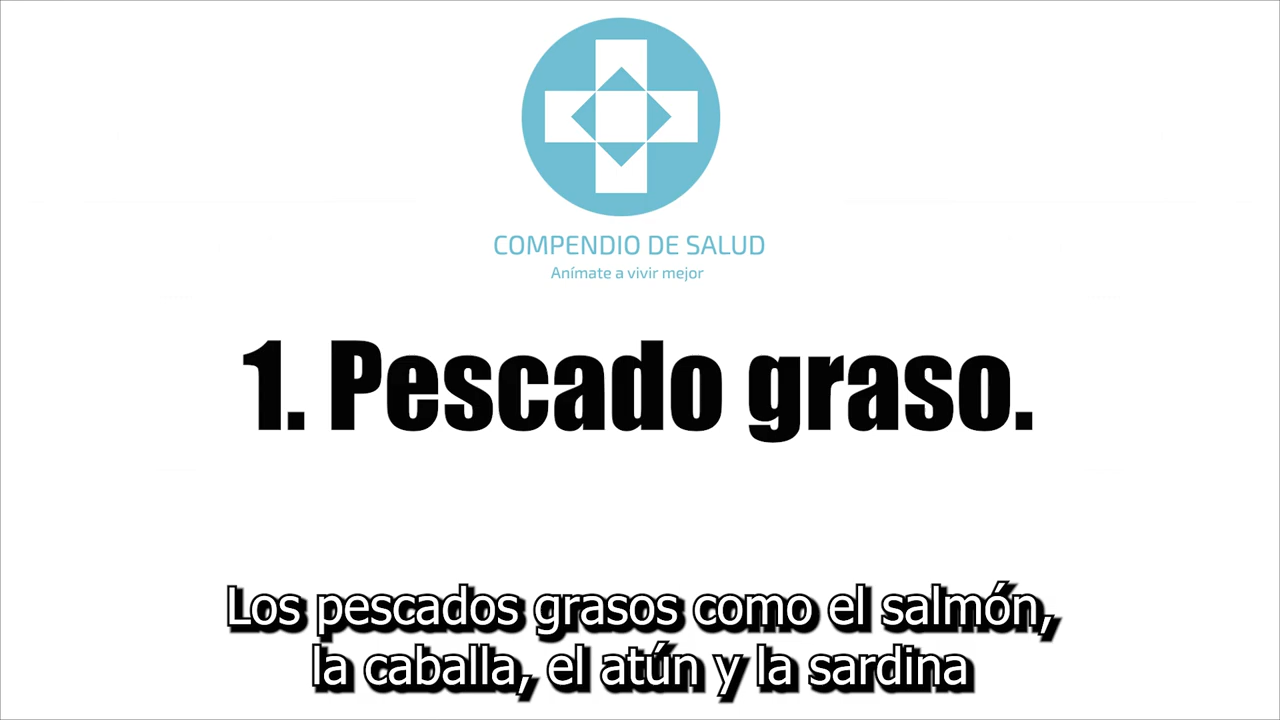 COMPENDIO DE SALUD
Anímate a vivir mejor
1. Pescado graso.
Los pescados grasos como el salmón,
la caballa, el atún y la sardina